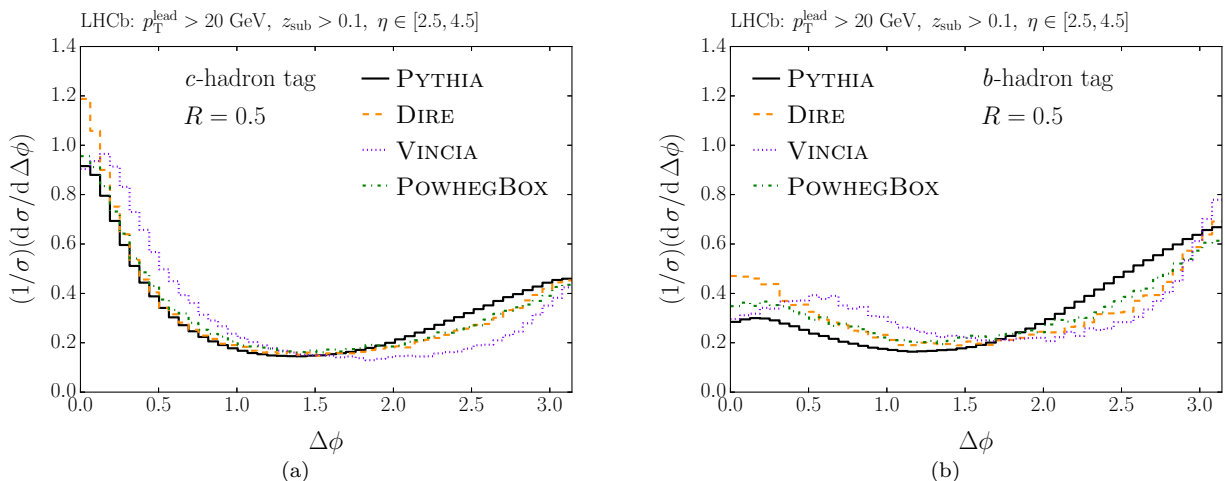 LHCb: p_T^lead > 20 GeV, z_sub > 0.1, η ∈ [2.5, 4.5]
1.4
1.2
1.0
0.8
0.6
0.4
0.2
0.0
(1/σ)(d σ/d Δϕ)
c-hadron tag
R = 0.5
PYTHIA
DIRE
VINCIA
POWHEGBOX
0.0 0.5 1.0 1.5 2.0 2.5 3.0
Δϕ
(a)
LHCb: p_T^lead > 20 GeV, z_sub > 0.1, η ∈ [2.5, 4.5]
1.4
1.2
1.0
0.8
0.6
0.4
0.2
0.0
(1/σ)(d σ/d Δϕ)
PYTHIA
DIRE
VINCIA
POWHEGBOX
b-hadron tag
R = 0.5
0.0 0.5 1.0 1.5 2.0 2.5 3.0
Δϕ
(b)